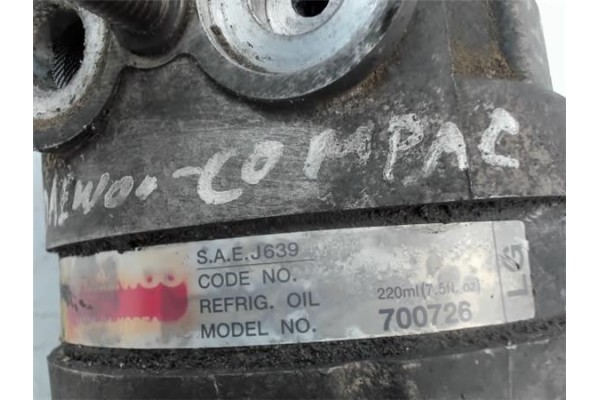 AEWOO-COMPAC
S.A.E.J639
CODE NO.
REFRIG. OIL 220ml(7.5fl. oz)
MODEL NO. 700726